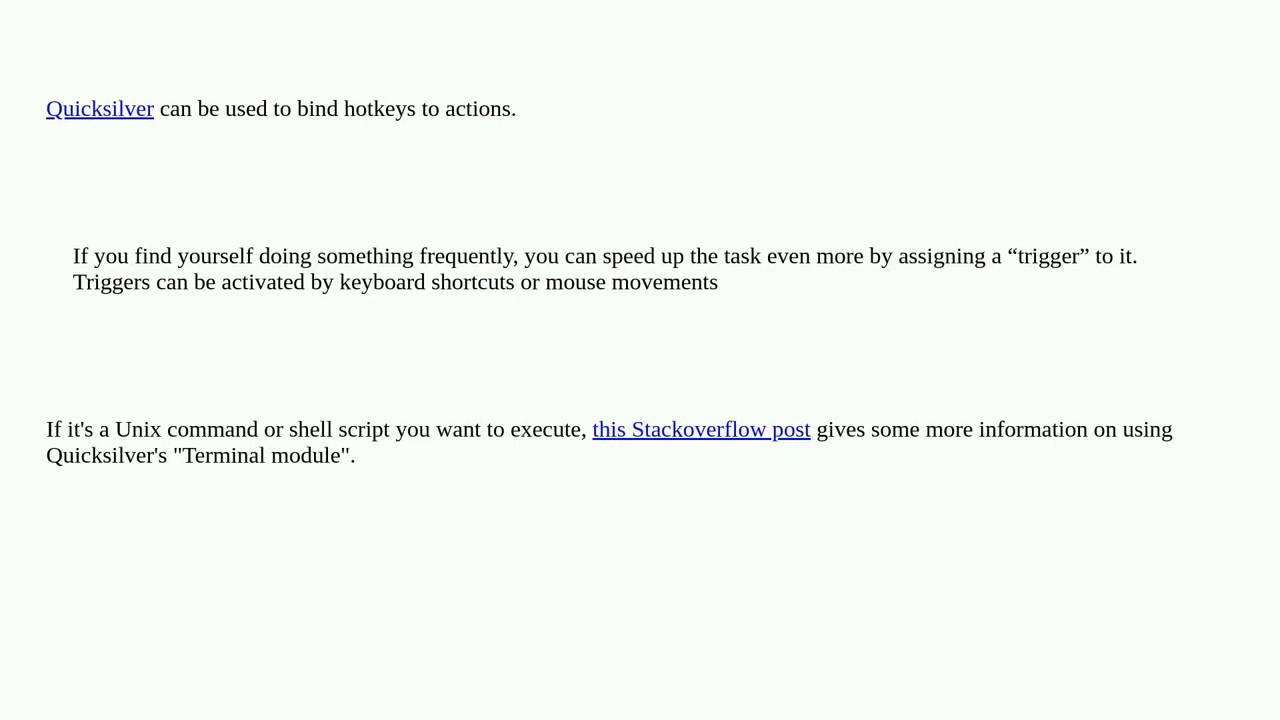 Quicksilver can be used to bind hotkeys to actions.
If you find yourself doing something frequently, you can speed up the task even more by assigning a “trigger” to it.
Triggers can be activated by keyboard shortcuts or mouse movements
If it's a Unix command or shell script you want to execute, this Stackoverflow post gives some more information on using
Quicksilver's "Terminal module".